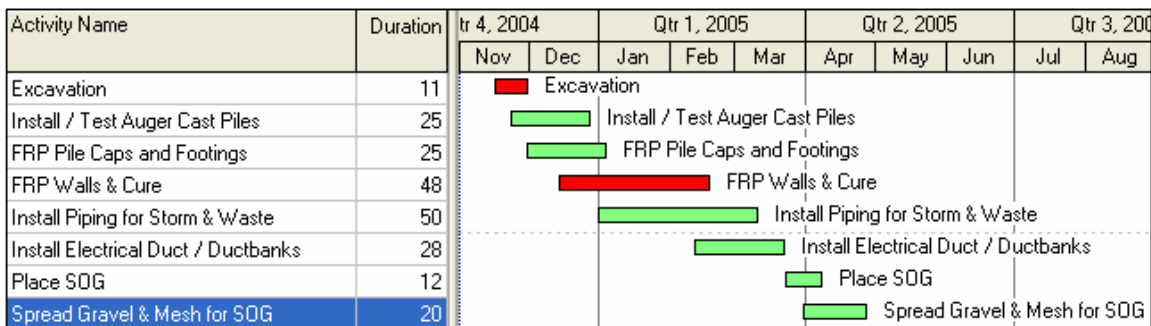 Activity Name Duration tr 4, 2004 Qtr 1, 2005 Qtr 2, 2005 Qtr 3, 200
Nov Dec Jan Feb Mar Apr May Jun Jul Aug
Excavation 11 Excavation
Install / Test Auger Cast Piles 25 Install / Test Auger Cast Piles
FRP Pile Caps and Footings 25 FRP Pile Caps and Footings
FRP Walls & Cure 48 FRP Walls & Cure
Install Piping for Storm & Waste 50 Install Piping for Storm & Waste
Install Electrical Duct / Ductbanks 28 Install Electrical Duct / Ductbanks
Place SOG 12 Place SOG
Spread Gravel & Mesh for SOG 20 Spread Gravel & Mesh for SOG